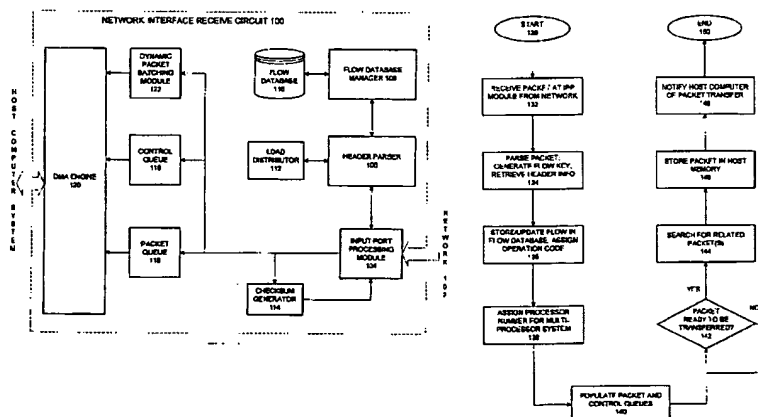 NETWORK INTERFACE RECEIVE CIRCUIT 100
HOST COMPUTER SYSTEM
DMA ENGINE
120
DYNAMIC
PACKET
BATCHING
MODULE
122
CONTROL
QUEUE
118
PACKET
QUEUE
116
FLOW
DATABASE
110
FLOW DATABASE
MANAGER 108
LOAD
DISTRIBUTOR
112
HEADER PARSER
106
INPUT PORT
PROCESSING
MODULE
104
CHECKSUM
GENERATOR
114
NETWORK 102
START
130
RECEIVE PACKET AT IPP
MODULE FROM NETWORK
132
PARSE PACKET;
GENERATE FLOW KEY,
RETRIEVE HEADER INFO
134
STORE/UPDATE FLOW IN
FLOW DATABASE, ASSIGN
OPERATION CODE
136
ASSIGN PROCESSOR
NUMBER FOR MULTI-
PROCESSOR SYSTEM
138
POPULATE PACKET AND
CONTROL QUEUES
140
PACKET
READY TO BE
TRANSFERRED?
142
YES
NO
SEARCH FOR RELATED
PACKET(S)
144
STORE PACKET IN HOST
MEMORY
146
NOTIFY HOST COMPUTER
OF PACKET TRANSFER
148
END
150